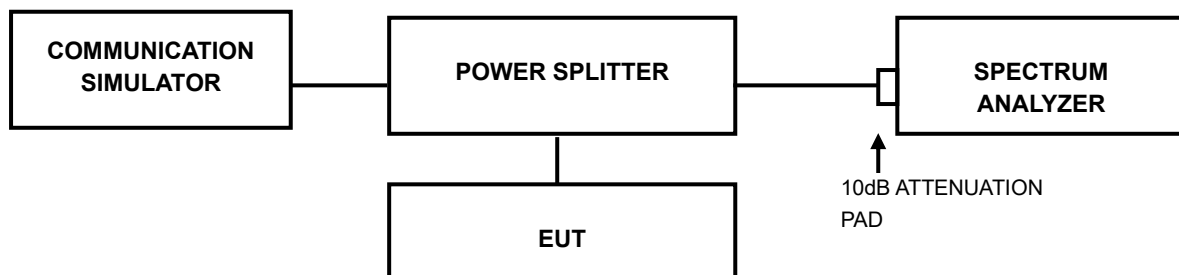 COMMUNICATION
SIMULATOR
POWER SPLITTER
SPECTRUM
ANALYZER
10dB ATTENUATION
PAD
EUT